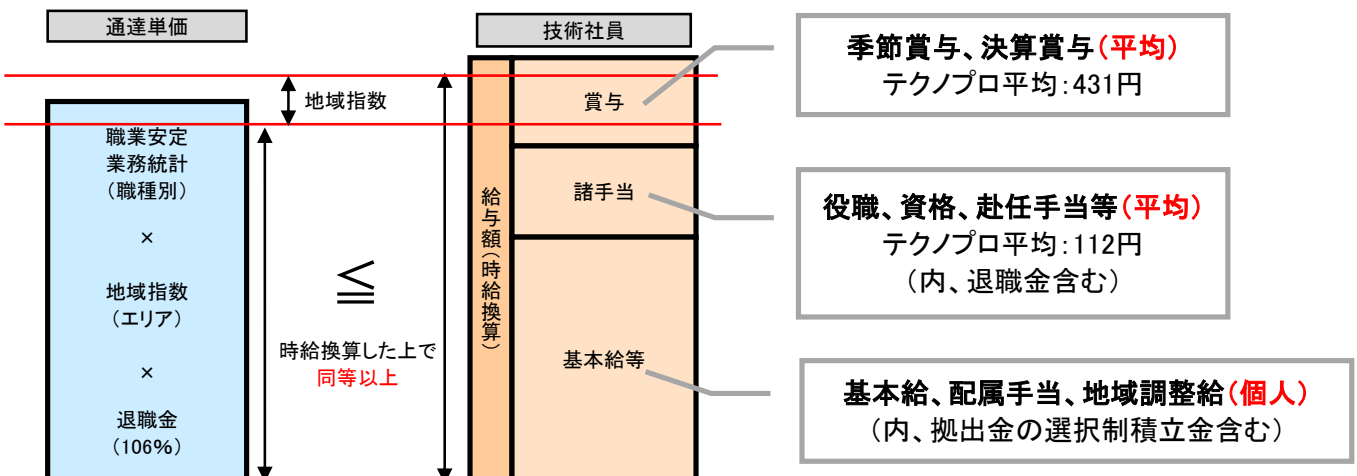 通達単価
技術社員
地域指数
職業安定
業務統計
（職種別）
×
地域指数
（エリア）
×
退職金
（106%）
≦
時給換算した上で
同等以上
給与額（時給換算）
賞与
諸手当
基本給等
季節賞与、決算賞与（平均）
テクノプロ平均：431円
役職、資格、赴任手当等（平均）
テクノプロ平均：112円
（内、退職金含む）
基本給、配属手当、地域調整給（個人）
（内、拠出金の選択制積立金含む）